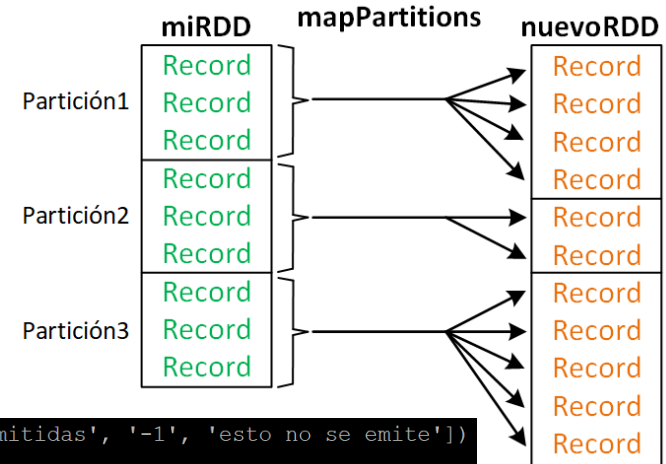 miRDD mapPartitions nuevoRDD
Record Record
Partición1 Record Record
Record Record
Record Record
Partición2 Record Record
Record Record
Record Record
Partición3 Record Record
Record Record
Record
mitidas', '-1', 'esto no se emite'])
Record